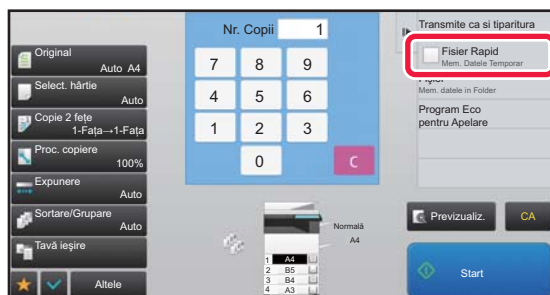 Nr. Copii 1
Original
Auto A4
Select. hârtie
Auto
Copie 2 fețe
1-Fața→1-Fața
Proc. copiere
100%
Expunere
Auto
Sortare/Grupare
Auto
Tavă ieșire
Altele
7 8 9
4 5 6
1 2 3
0 C
Normală
A4
1 A4
2 B5
3 B4
4 A3
Transmite ca si tiparitura
Fisier Rapid
Mem. Datele Temporar
Mem. datele in Folder
Program Eco
pentru Apelare
Previzualiz. CA
Start